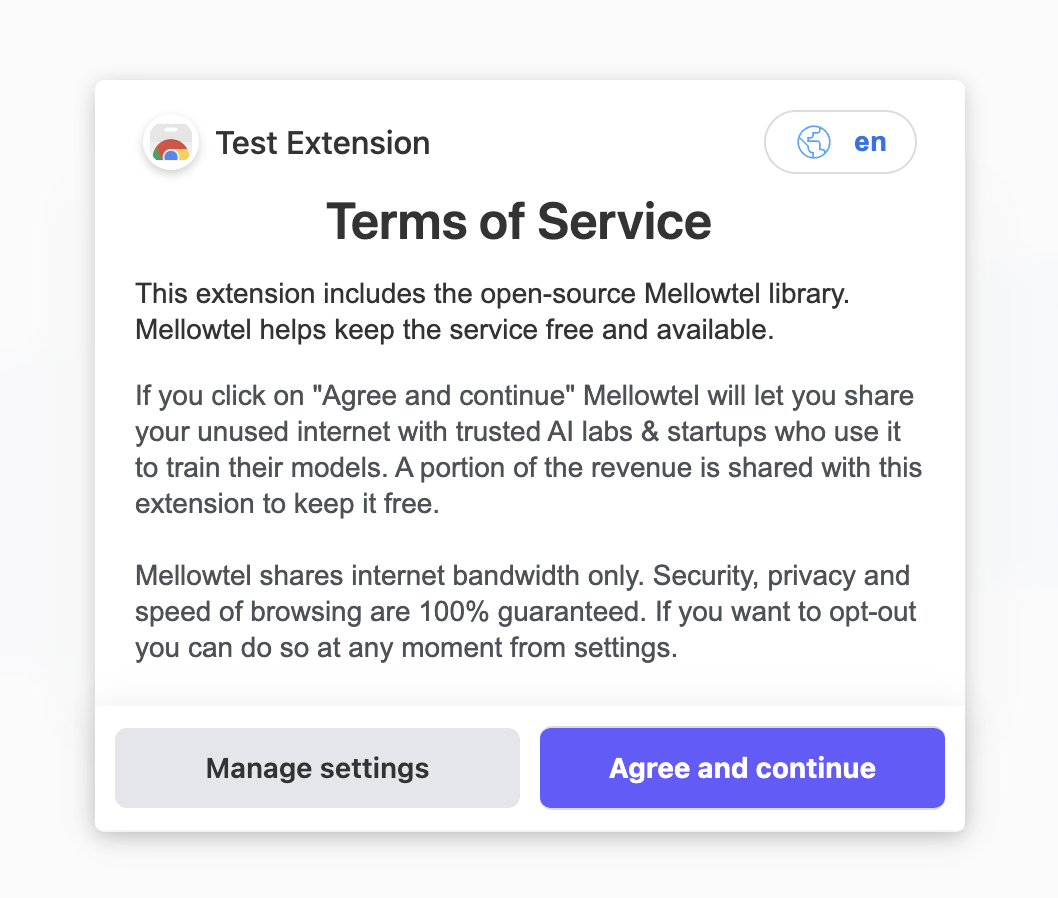 Test Extension
en
Terms of Service
This extension includes the open-source Mellowtel library.
Mellowtel helps keep the service free and available.
If you click on "Agree and continue" Mellowtel will let you share
your unused internet with trusted AI labs & startups who use it
to train their models. A portion of the revenue is shared with this
extension to keep it free.
Mellowtel shares internet bandwidth only. Security, privacy and
speed of browsing are 100% guaranteed. If you want to opt-out
you can do so at any moment from settings.
Manage settings
Agree and continue